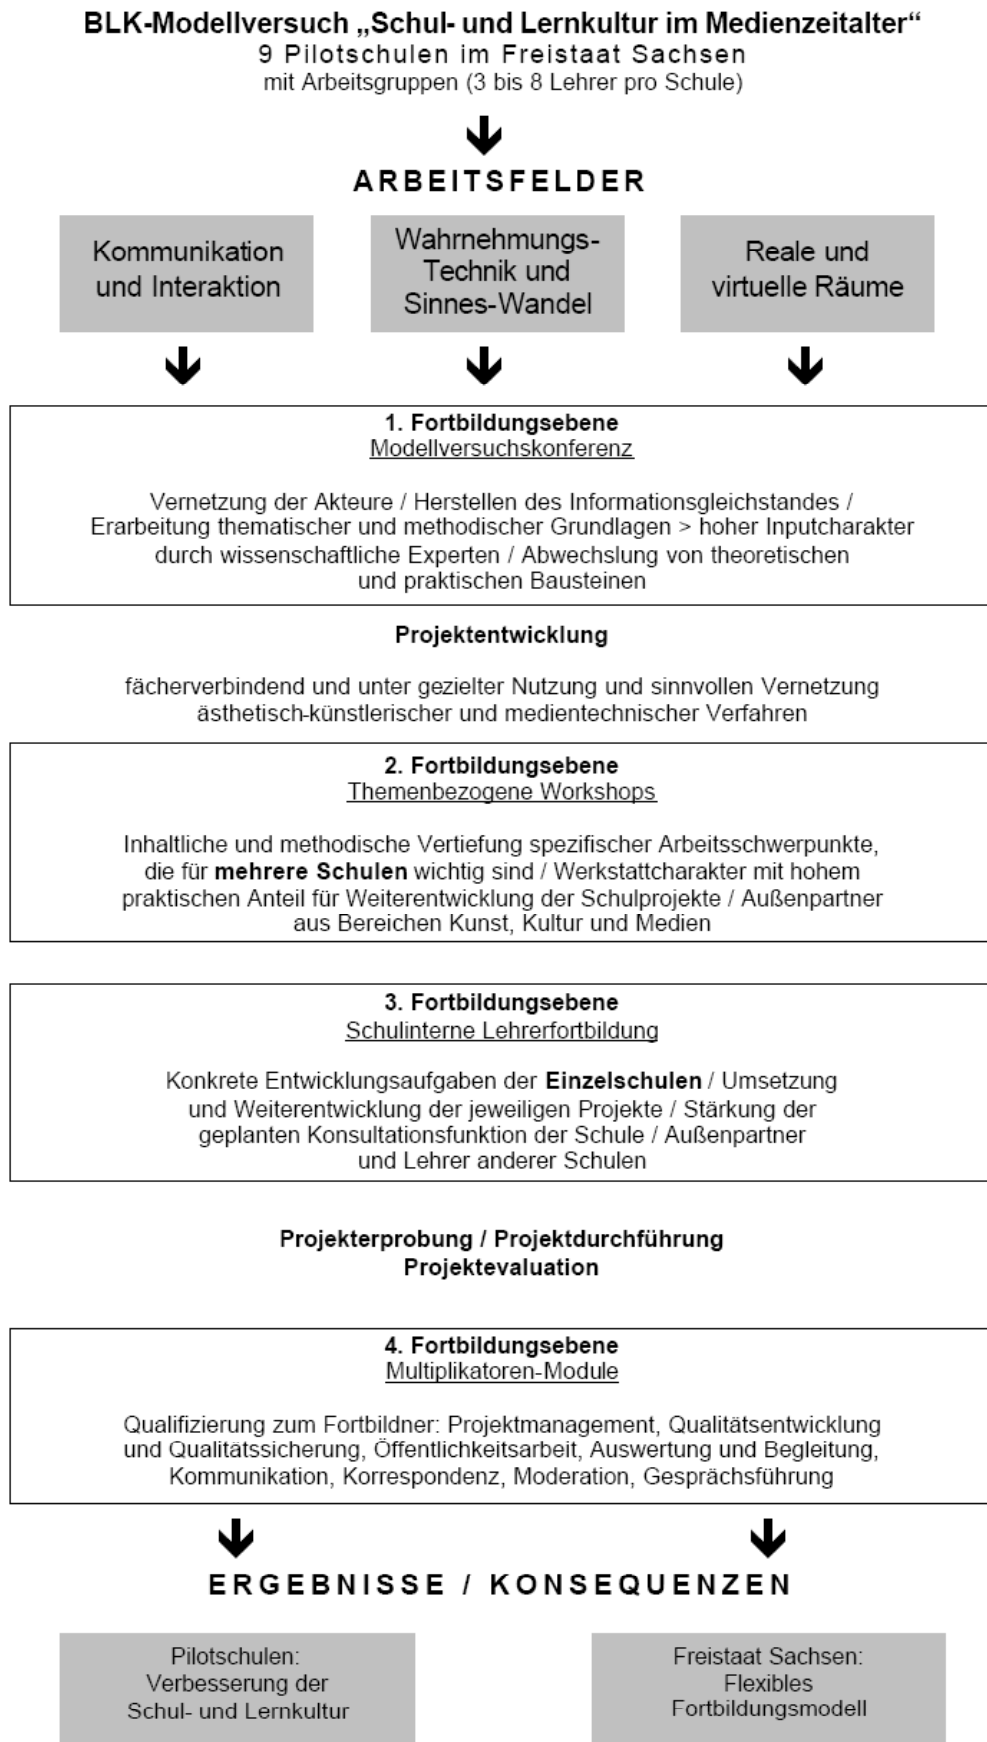 BLK-Modellversuch „Schul- und Lernkultur im Medienzeitalter“
9 Pilotschulen im Freistaat Sachsen
mit Arbeitsgruppen (3 bis 8 Lehrer pro Schule)
ARBEITSFELDER
Kommunikation
und Interaktion
Wahrnehmungs-
Technik und
Sinnes-Wandel
Reale und
virtuelle Räume
1. Fortbildungsebene
Modellversuchskonferenz
Vernetzung der Akteure / Herstellen des Informationsgleichstandes /
Erarbeitung thematischer und methodischer Grundlagen > hoher Inputcharakter
durch wissenschaftliche Experten / Abwechslung von theoretischen
und praktischen Bausteinen
Projektentwicklung
fächerverbindend und unter gezielter Nutzung und sinnvollen Vernetzung
ästhetisch-künstlerischer und medientechnischer Verfahren
2. Fortbildungsebene
Themenbezogene Workshops
Inhaltliche und methodische Vertiefung spezifischer Arbeitsschwerpunkte,
die für mehrere Schulen wichtig sind / Werkstattcharakter mit hohem
praktischen Anteil für Weiterentwicklung der Schulprojekte / Außenpartner
aus Bereichen Kunst, Kultur und Medien
3. Fortbildungsebene
Schulinterne Lehrerfortbildung
Konkrete Entwicklungsaufgaben der Einzelschulen / Umsetzung
und Weiterentwicklung der jeweiligen Projekte / Stärkung der
geplanten Konsultationsfunktion der Schule / Außenpartner
und Lehrer anderer Schulen
Projekterprobung / Projektdurchführung
Projektevaluation
4. Fortbildungsebene
Multiplikatoren-Module
Qualifizierung zum Fortbildner: Projektmanagement, Qualitätsentwicklung
und Qualitätssicherung, Öffentlichkeitsarbeit, Auswertung und Begleitung,
Kommunikation, Korrespondenz, Moderation, Gesprächsführung
ERGEBNISSE / KONSEQUENZEN
Pilotschulen:
Verbesserung der
Schul- und Lernkultur
Freistaat Sachsen:
Flexibles
Fortbildungsmodell